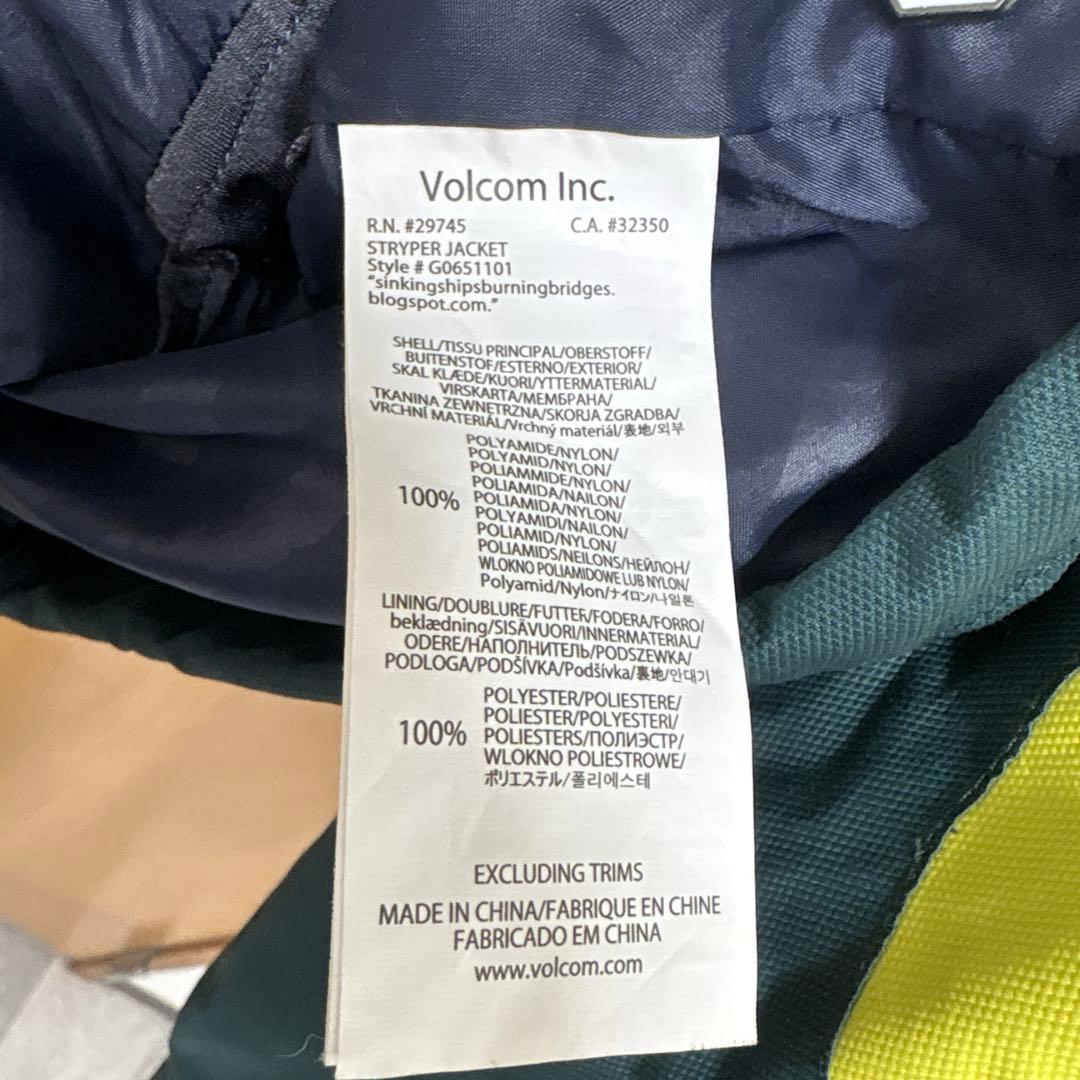 Volcom Inc.
R.N. #29745 C.A. #32350
STRYPER JACKET
Style # G0651101
"sinkingshipsburningbridges.
blogspot.com."
SHELL/TISSU PRINCIPAL/OBERSTOFF/
BUITENSTOF/ESTERNO/EXTERIOR/
SKAL KLÆDE/KUORI/YTTERMATERIAL/
VIRSKARTA/МЕМБРАНА/
TKANINA ZEWNETRZNA/SKORJA ZGRADBA/
VRCHNÍ MATERIÁL/Vrchný materiál/表地/외부
POLYAMIDE/NYLON/
POLYAMID/NYLON/
POLIAMMIDE/NYLON/
POLIAMIDA/NAILON/
100% POLIAMIDA/NYLON/
POLYAMIDI/NAILON/
POLIAMID/NYLON/
POLIAMIDS/NEILONS/НЕЙЛОН/
WLOKNO POLIAMIDOWE LUB NYLON/
Polyamid/Nylon/ナイロン/나일론
LINING/DOUBLURE/FUTTER/FODERA/FORRO/
beklædning/SISÄVUORI/INNERMATERIAL/
ODERE/НАПОЛНИТЕЛЬ/PODSZEWKA/
PODLOGA/PODŠÍVKA/Podšívka/裏地/안대기
POLYESTER/POLIESTERE/
POLIESTER/POLYESTERI/
100% POLIESTERS/ПОЛИЭСТР/
WLOKNO POLIESTROWE/
ポリエステル/폴리에스테
EXCLUDING TRIMS
MADE IN CHINA/FABRIQUE EN CHINE
FABRICADO EM CHINA
www.volcom.com